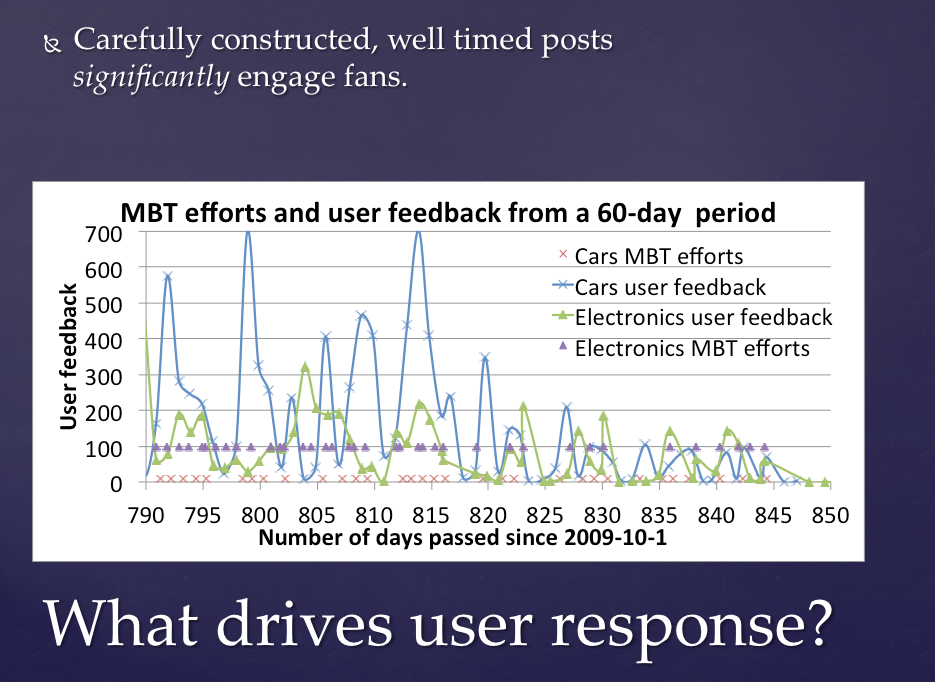 Carefully constructed, well timed posts
significantly engage fans.
MBT efforts and user feedback from a 60-day period
700
600
500
400
300
200
100
0
User feedback
Cars MBT efforts
Cars user feedback
Electronics user feedback
Electronics MBT efforts
790 795 800 805 810 815 820 825 830 835 840 845 850
Number of days passed since 2009-10-1
What drives user response?